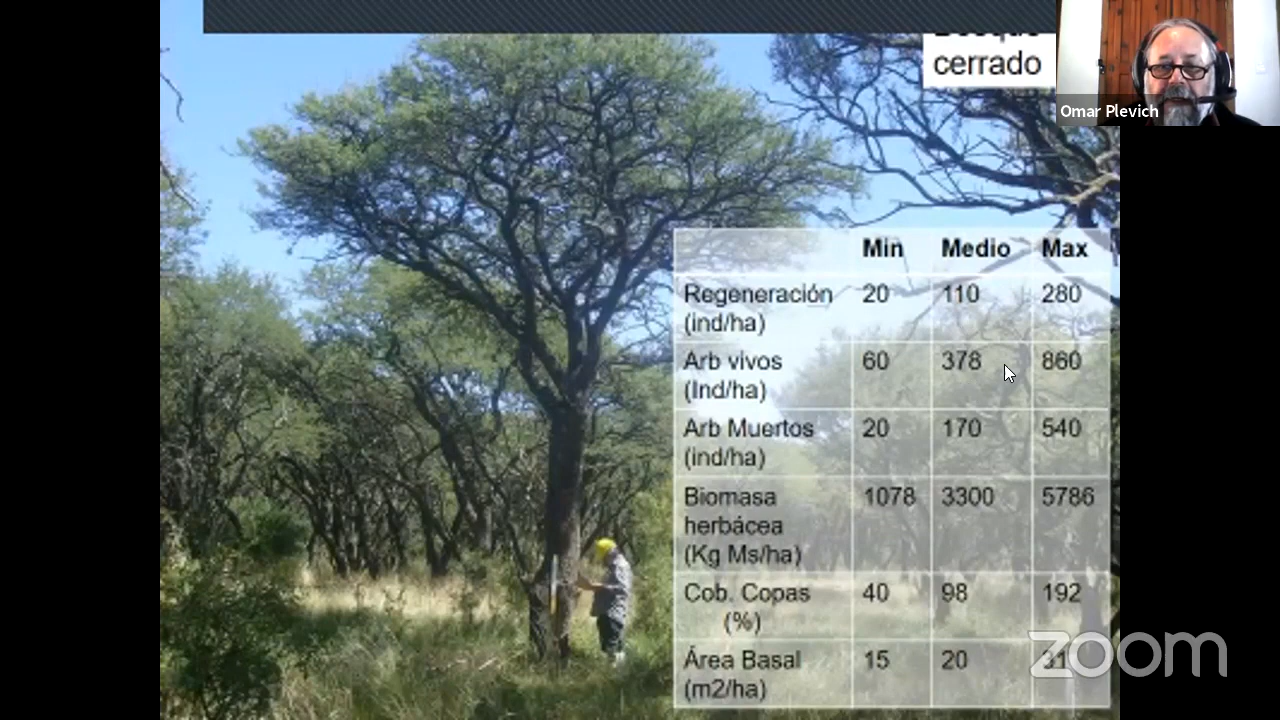 cerrado
Omar Plevich
Min Medio Max
Regeneración 20 110 280
(ind/ha)
Arb vivos 60 378 860
(Ind/ha)
Arb Muertos 20 170 540
(ind/ha)
Biomasa 1078 3300 5786
herbácea
(Kg Ms/ha)
Cob. Copas 40 98 192
(%)
Área Basal 15 20 31
(m2/ha)
zoom